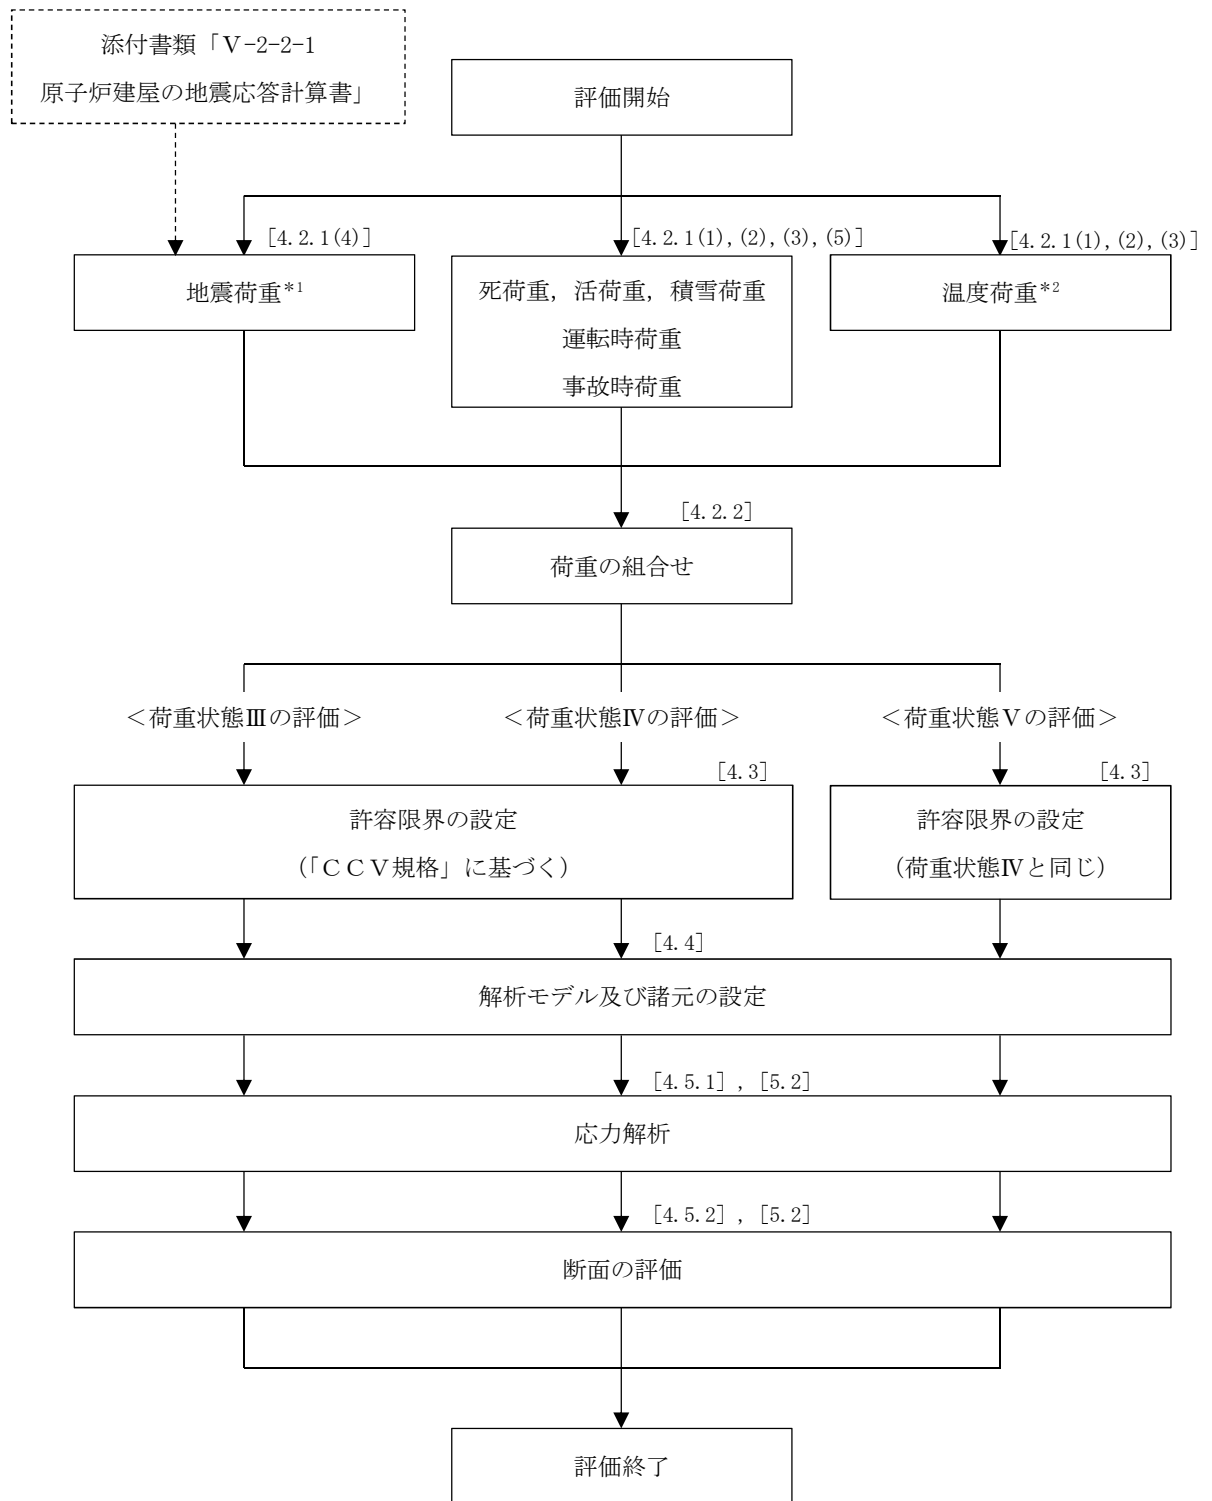 添付書類「Ⅴ-2-2-1
原子炉建屋の地震応答計算書」
評価開始
[4.2.1(4)]
[4.2.1(1),(2),(3),(5)]
[4.2.1(1),(2),(3)]
地震荷重*1
死荷重，活荷重，積雪荷重
運転時荷重
事故時荷重
温度荷重*2
[4.2.2]
荷重の組合せ
＜荷重状態Ⅲの評価＞
＜荷重状態Ⅳの評価＞
＜荷重状態Ⅴの評価＞
[4.3]
[4.3]
許容限界の設定
（「ＣＣＶ規格」に基づく）
許容限界の設定
（荷重状態Ⅳと同じ）
[4.4]
解析モデル及び諸元の設定
[4.5.1] , [5.2]
応力解析
[4.5.2] , [5.2]
断面の評価
評価終了